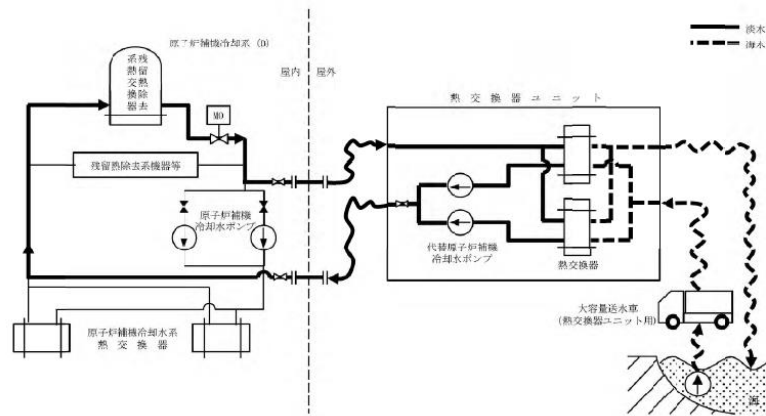 原子炉補機冷却系 (D)
屋内
屋外
淡水
海水
残留熱除去
系熱交換器
MO
熱交換器ユニット
残留熱除去系機器等
原子炉補機
冷却水ポンプ
代替原子炉補機
冷却水ポンプ
熱交換器
大容量送水車
(熱交換器ユニット用)
原子炉補機冷却水系
熱交換器
海